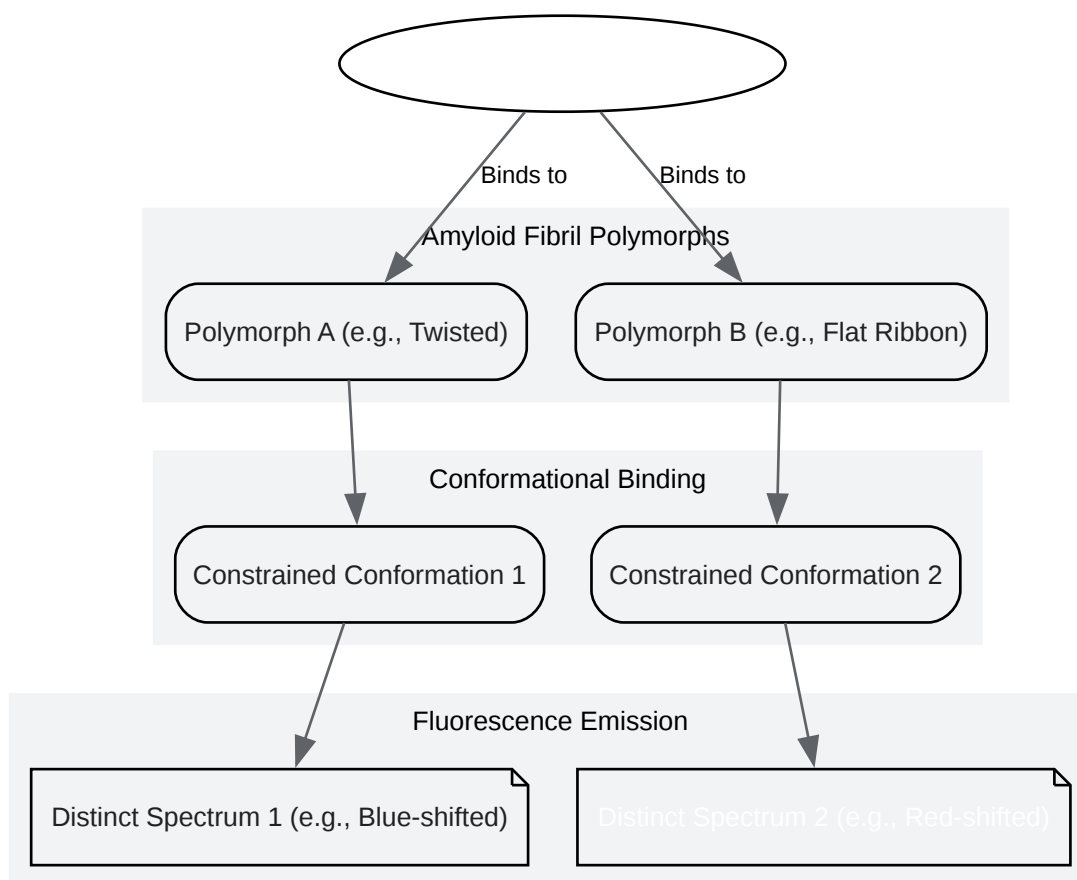 Binds to
Binds to
Amyloid Fibril Polymorphs
Polymorph A (e.g., Twisted)
Polymorph B (e.g., Flat Ribbon)
Conformational Binding
Constrained Conformation 1
Constrained Conformation 2
Fluorescence Emission
Distinct Spectrum 1 (e.g., Blue-shifted)
Distinct Spectrum 2 (e.g., Red-shifted)